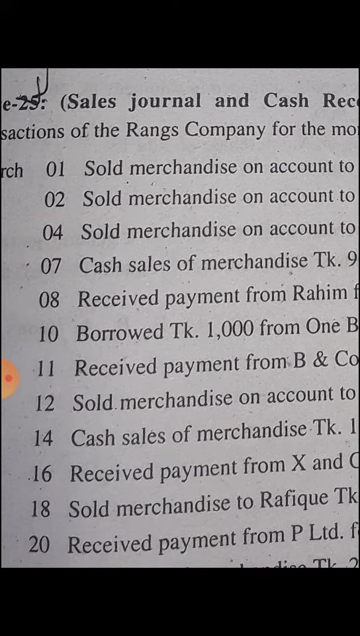 e-25: (Sales journal and Cash Rec
sactions of the Rangs Company for the mo
rch 01 Sold merchandise on account to
02 Sold merchandise on account to
04 Sold merchandise on account to
07 Cash sales of merchandise Tk. 9
08 Received payment from Rahim f
10 Borrowed Tk. 1,000 from One B
11 Received payment from B & Co
12 Sold merchandise on account to
14 Cash sales of merchandise Tk. 1
16 Received payment from X and C
18 Sold merchandise to Rafique Tk
20 Received payment from P Ltd. f
Tk. 2